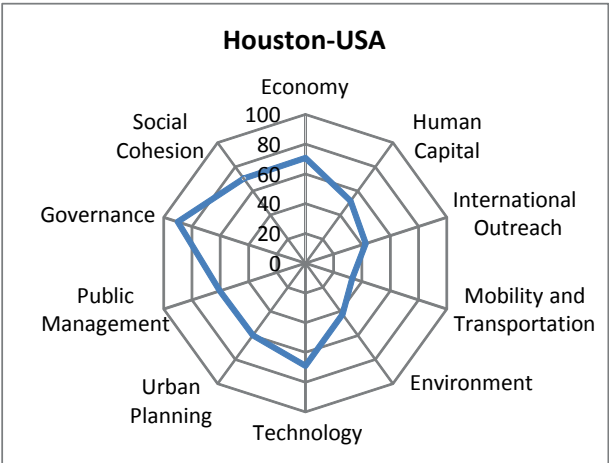 Houston-USA
Economy
100
80
60
40
20
0
Human
Capital
International
Outreach
Mobility and
Transportation
Environment
Technology
Urban
Planning
Public
Management
Governance
Social
Cohesion